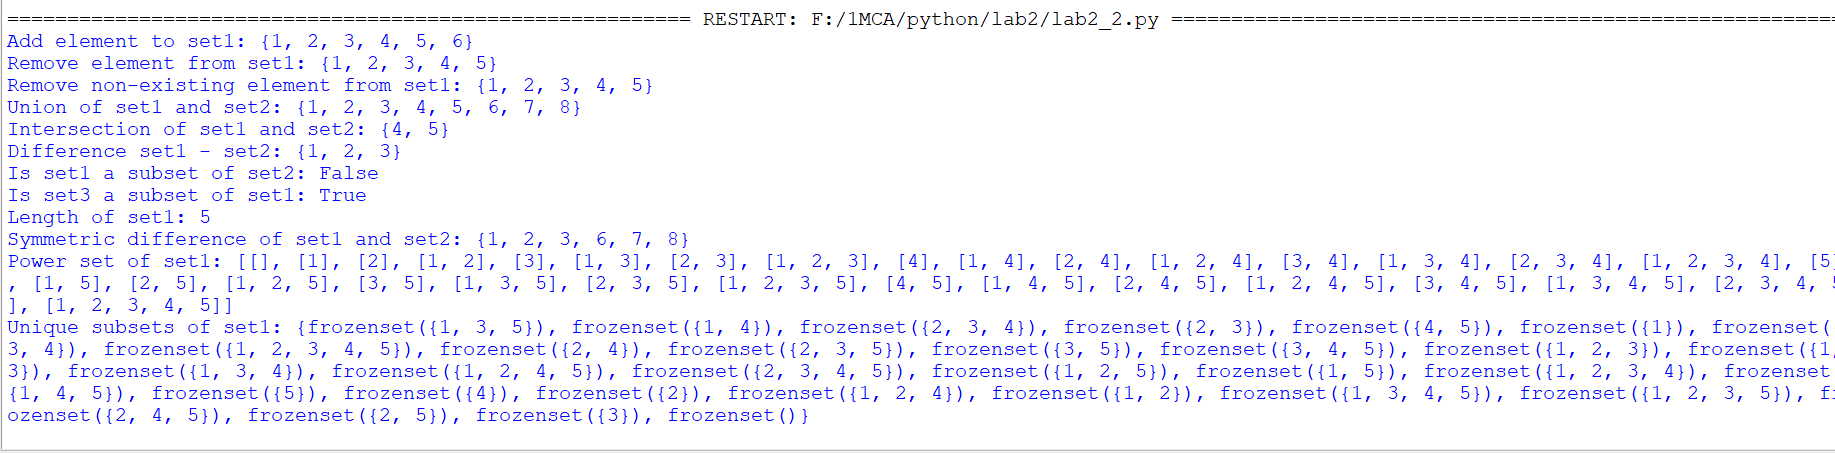 ========================================================= RESTART: F:/1MCA/python/lab2/lab2_2.py ========================================================
Add element to set1: {1, 2, 3, 4, 5, 6}
Remove element from set1: {1, 2, 3, 4, 5}
Remove non-existing element from set1: {1, 2, 3, 4, 5}
Union of set1 and set2: {1, 2, 3, 4, 5, 6, 7, 8}
Intersection of set1 and set2: {4, 5}
Difference set1 - set2: {1, 2, 3}
Is set1 a subset of set2: False
Is set3 a subset of set1: True
Length of set1: 5
Symmetric difference of set1 and set2: {1, 2, 3, 6, 7, 8}
Power set of set1: [[], [1], [2], [1, 2], [3], [1, 3], [2, 3], [1, 2, 3], [4], [1, 4], [2, 4], [1, 2, 4], [3, 4], [1, 3, 4], [2, 3, 4], [1, 2, 3, 4], [5]
, [1, 5], [2, 5], [1, 2, 5], [3, 5], [1, 3, 5], [2, 3, 5], [1, 2, 3, 5], [4, 5], [1, 4, 5], [2, 4, 5], [1, 2, 4, 5], [3, 4, 5], [1, 3, 4, 5], [2, 3, 4, 5
], [1, 2, 3, 4, 5]]
Unique subsets of set1: {frozenset({1, 3, 5}), frozenset({1, 4}), frozenset({2, 3, 4}), frozenset({2, 3}), frozenset({4, 5}), frozenset({1}), frozenset(
3, 4}), frozenset({1, 2, 3, 4, 5}), frozenset({2, 4}), frozenset({2, 3, 5}), frozenset({3, 5}), frozenset({3, 4, 5}), frozenset({1, 2, 3}), frozenset({1,
3}), frozenset({1, 3, 4}), frozenset({1, 2, 4, 5}), frozenset({2, 3, 4, 5}), frozenset({1, 2, 5}), frozenset({1, 5}), frozenset({1, 2, 3, 4}), frozenset
{1, 4, 5}), frozenset({5}), frozenset({4}), frozenset({2}), frozenset({1, 2, 4}), frozenset({1, 2}), frozenset({1, 3, 4, 5}), frozenset({1, 2, 3, 5}), fr
ozenset({2, 4, 5}), frozenset({2, 5}), frozenset({3}), frozenset()}